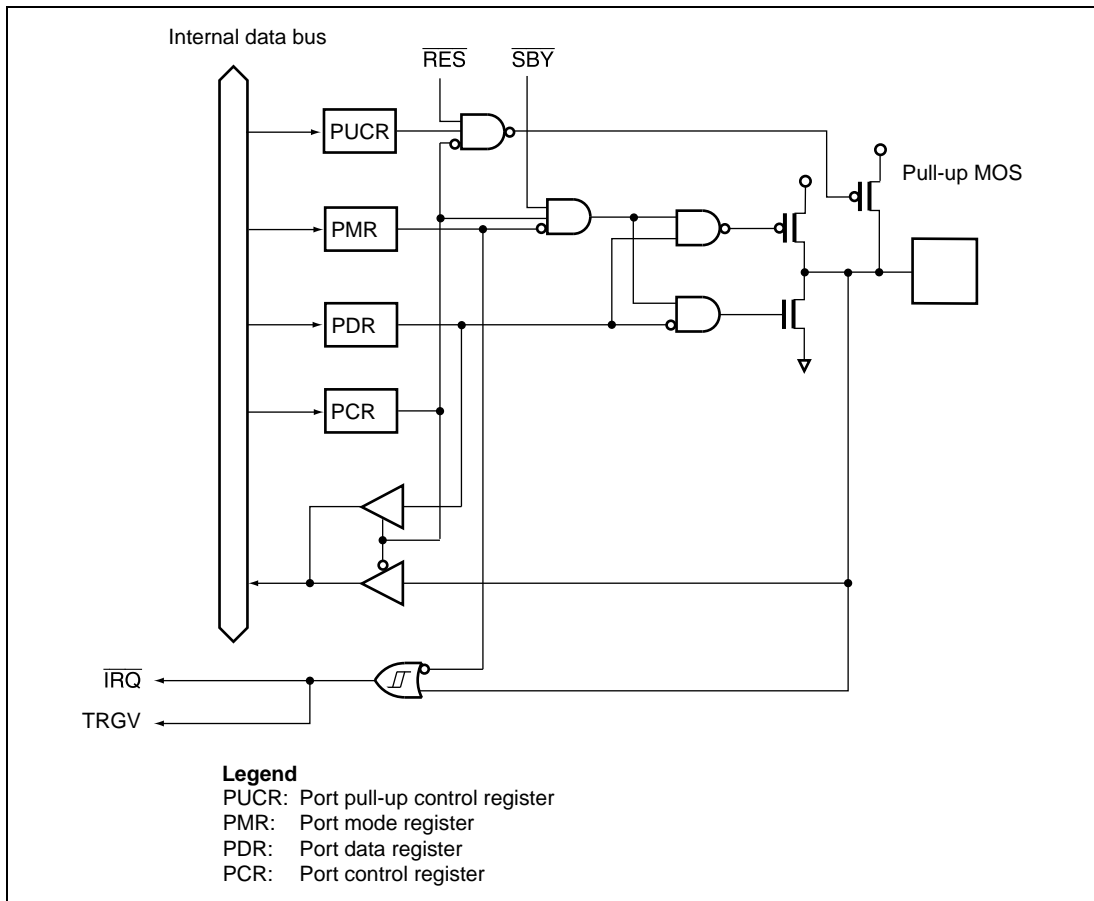 Internal data bus
RES
SBY
PUCR
Pull-up MOS
PMR
PDR
PCR
IRQ
TRGV
Legend
PUCR: Port pull-up control register
PMR: Port mode register
PDR: Port data register
PCR: Port control register